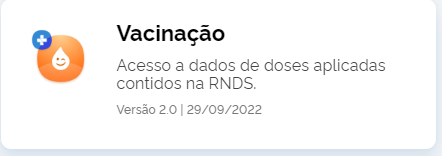 Vacinação
Acesso a dados de doses aplicadas
contidos na RNDS.
Versão 2.0 | 29/09/2022